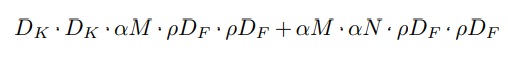 D_K · D_K · αM · ρD_F · ρD_F + αM · αN · ρD_F · ρD_F